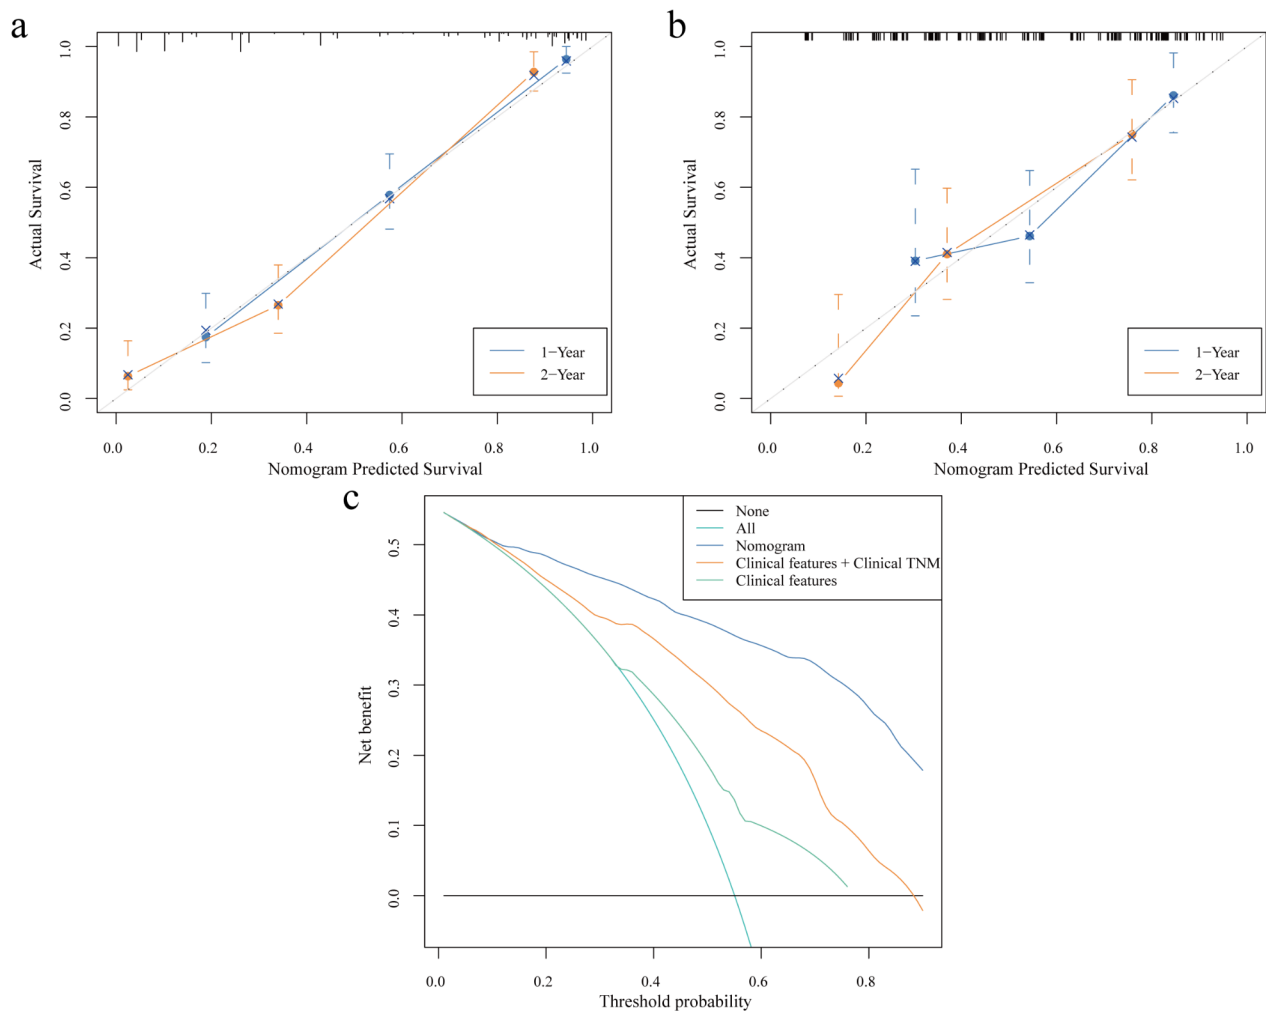 a
1.0
0.8
0.6
0.4
0.2
0.0
Actual Survival
0.0 0.2 0.4 0.6 0.8 1.0
Nomogram Predicted Survival
1−Year
2−Year
b
1.0
0.8
0.6
0.4
0.2
0.0
Actual Survival
0.0 0.2 0.4 0.6 0.8 1.0
Nomogram Predicted Survival
1−Year
2−Year
c
0.5
0.4
0.3
0.2
0.1
0.0
Net benefit
0.0 0.2 0.4 0.6 0.8
Threshold probability
None
All
Nomogram
Clinical features + Clinical TNM
Clinical features